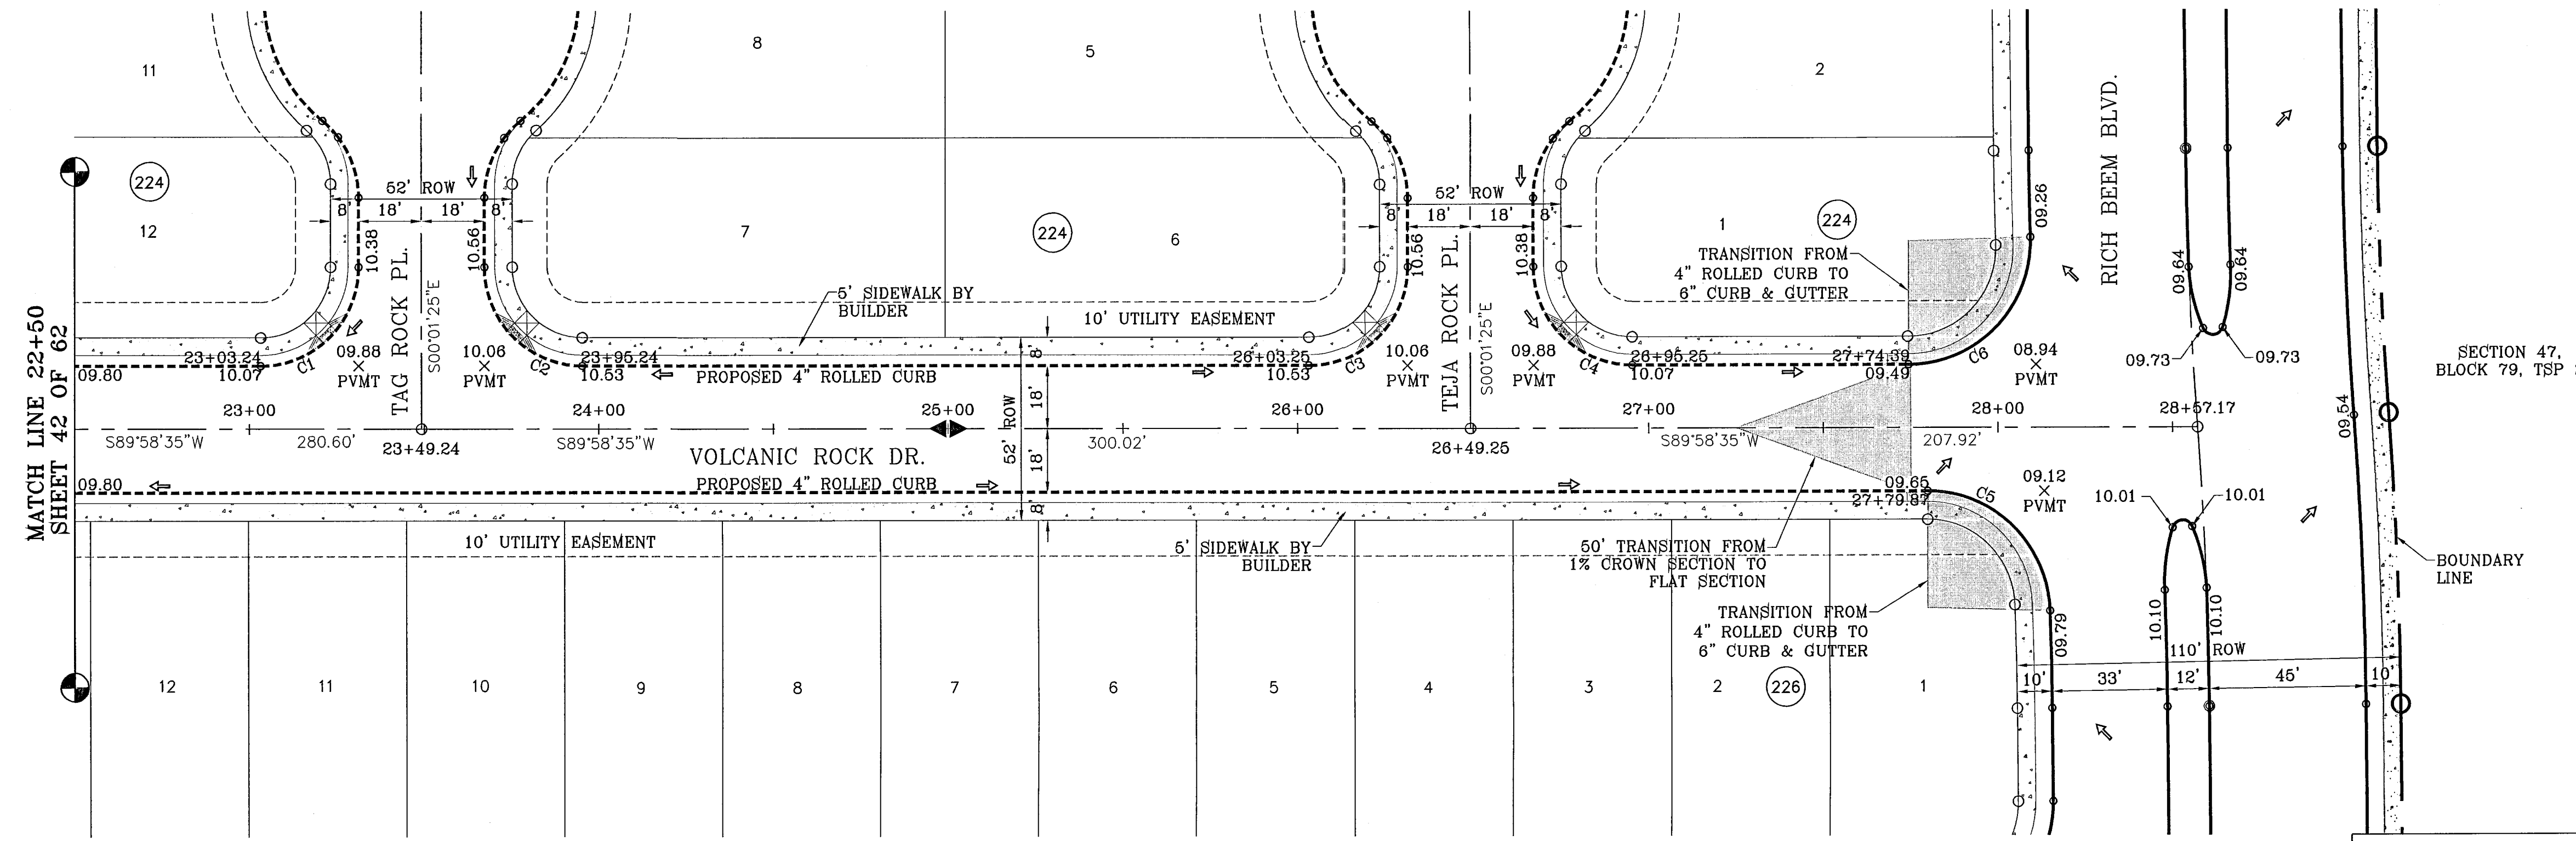 11
8
5
2
RICH BEEM BLVD.
224
12
52' ROW
8'
18'
18'
8'
10.38
10.56
TAG ROCK PL.
S00°01'25"E
7
224
6
52' ROW
8'
18'
18'
8'
10.56
10.38
TEJA ROCK PL.
S00°01'25"E
1
224
TRANSITION FROM
4" ROLLED CURB TO
6" CURB & GUTTER
09.26
09.64
09.64
09.73
09.73
MATCH LINE 22+50
SHEET 42 OF 62
5' SIDEWALK BY
BUILDER
10' UTILITY EASEMENT
23+03.24
09.80
10.07
C1
09.88
PVMT
10.06
PVMT
C2
23+95.24
10.53
PROPOSED 4" ROLLED CURB
8'
26+03.25
10.53
C3
10.06
PVMT
09.88
PVMT
C4
26+95.25
10.07
27+74.39
09.49
C6
08.94
PVMT
SECTION 47,
BLOCK 79, TSP
23+00
24+00
25+00
26+00
27+00
28+00
28+57.17
S89°58'35"W
280.60'
23+49.24
S89°58'35"W
52' ROW
18'
18'
8'
300.02'
26+49.25
S89°58'35"W
207.92'
09.54
VOLCANIC ROCK DR.
09.80
PROPOSED 4" ROLLED CURB
09.65
27+79.87
C5
09.12
PVMT
10.01
10.01
10' UTILITY EASEMENT
5' SIDEWALK BY
BUILDER
50' TRANSITION FROM
1% CROWN SECTION TO
FLAT SECTION
BOUNDARY
LINE
TRANSITION FROM
4" ROLLED CURB TO
6" CURB & GUTTER
09.79
10.10
10.10
110' ROW
10'
33'
12'
45'
10'
12
11
10
9
8
7
6
5
4
3
2
226
1